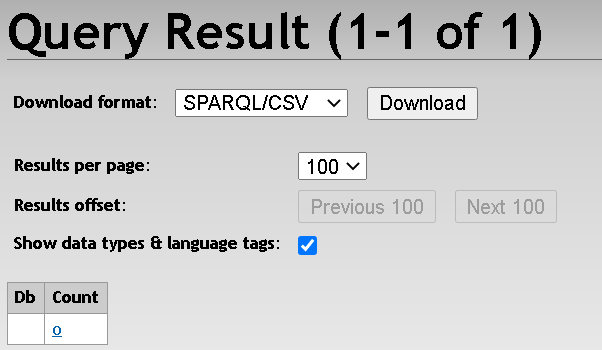 Query Result (1-1 of 1)
Download format: SPARQL/CSV Download
Results per page: 100
Results offset: Previous 100 Next 100
Show data types & language tags:
Db Count
0